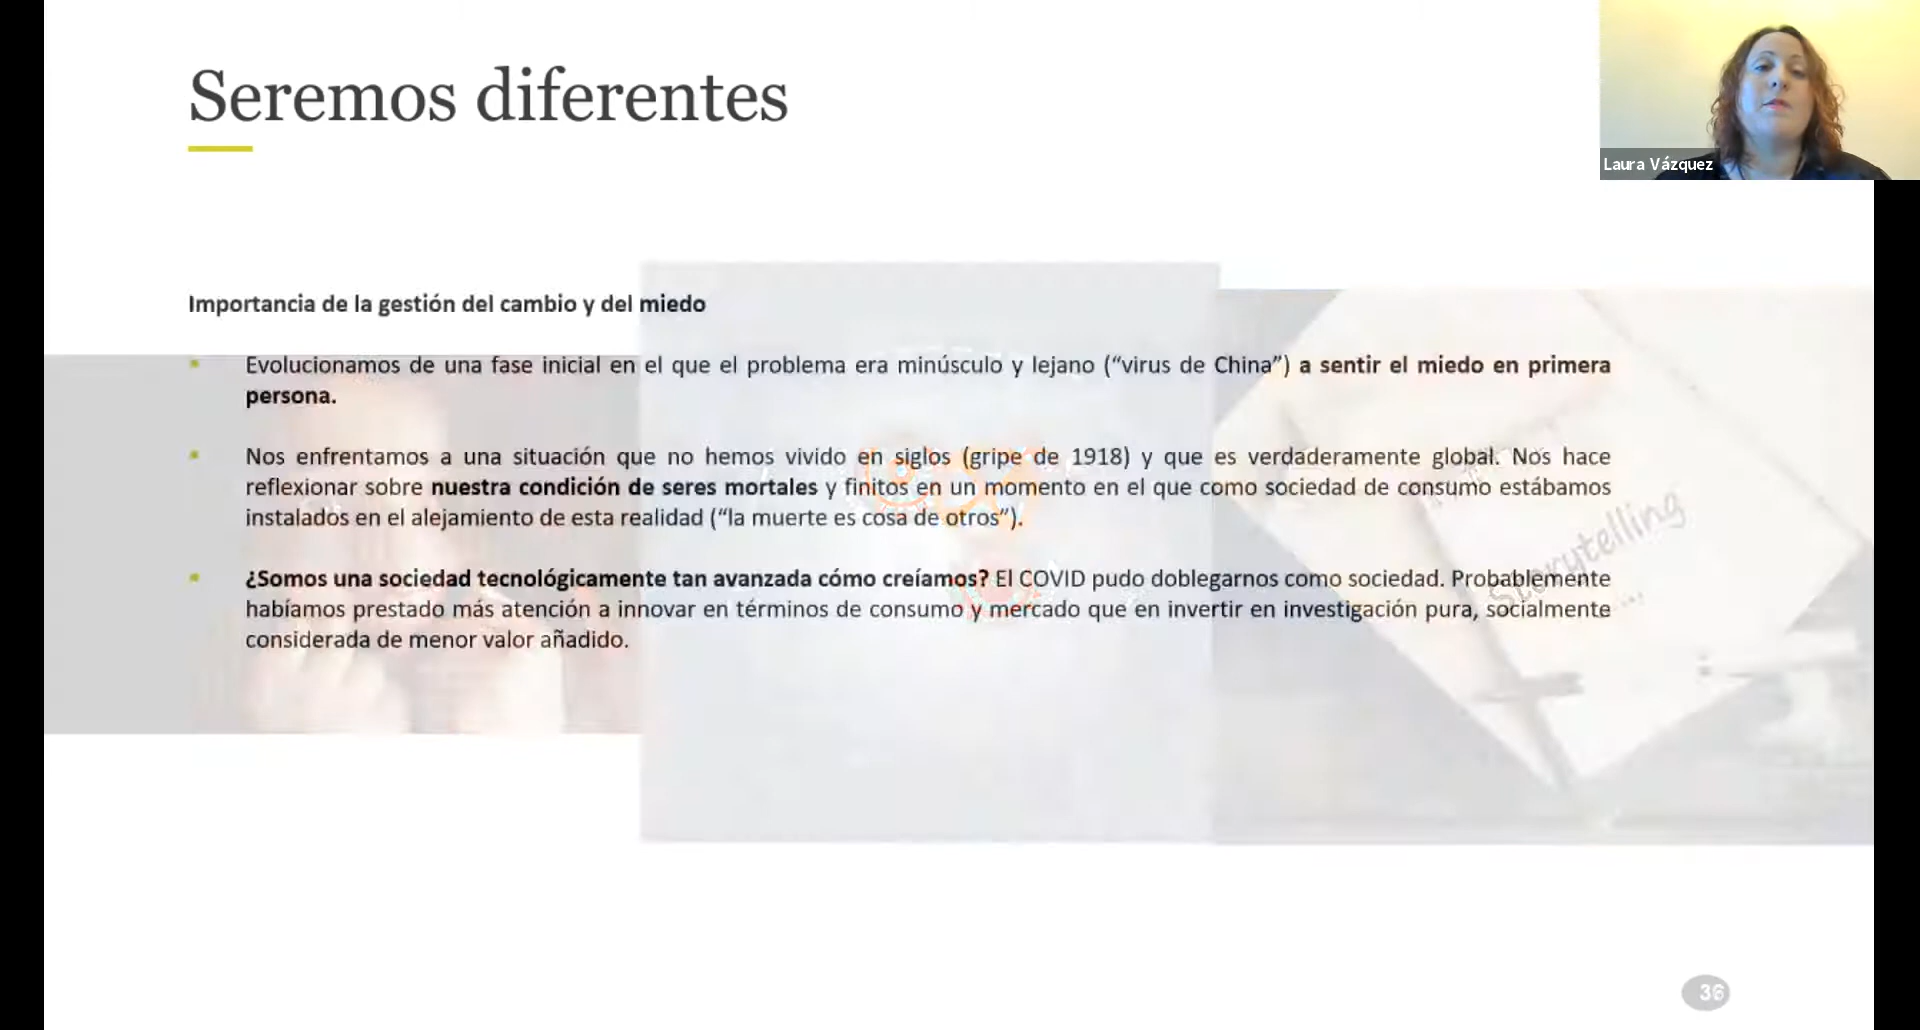 Seremos diferentes
Laura Vázquez
Importancia de la gestión del cambio y del miedo
Evolucionamos de una fase inicial en el que el problema era minúsculo y lejano (“virus de China”) a sentir el miedo en primera
persona.
Nos enfrentamos a una situación que no hemos vivido en siglos (gripe de 1918) y que es verdaderamente global. Nos hace
reflexionar sobre nuestra condición de seres mortales y finitos en un momento en el que como sociedad de consumo estábamos
instalados en el alejamiento de esta realidad (“la muerte es cosa de otros”).
¿Somos una sociedad tecnológicamente tan avanzada cómo creíamos? El COVID pudo doblegarnos como sociedad. Probablemente
habíamos prestado más atención a innovar en términos de consumo y mercado que en invertir en investigación pura, socialmente
considerada de menor valor añadido.
Storytelling
36